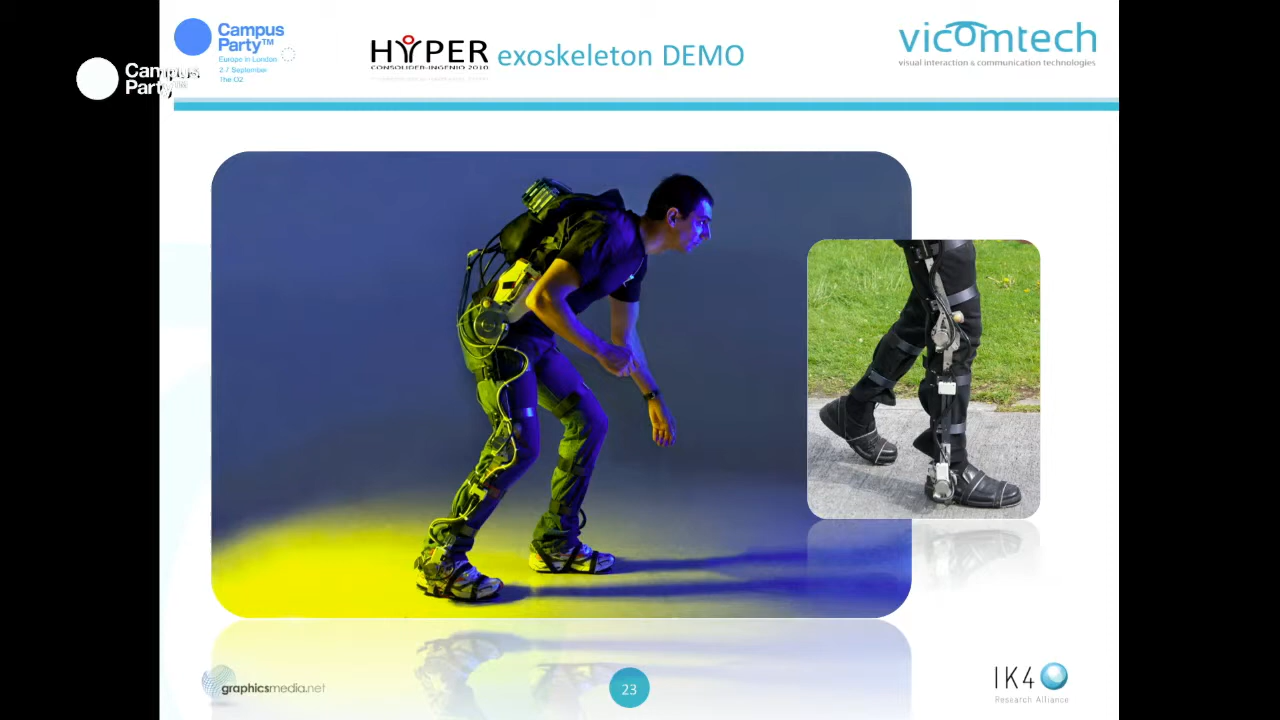 Campus
Party™
Europe in London
2-7 September
The O2
HYPER
CONSOLIDER-INGENIO 2010
exoskeleton DEMO
vicomtech
visual interaction & communication technologies
Campus
Party™
graphicsmedia.net
23
IK4
Research Alliance